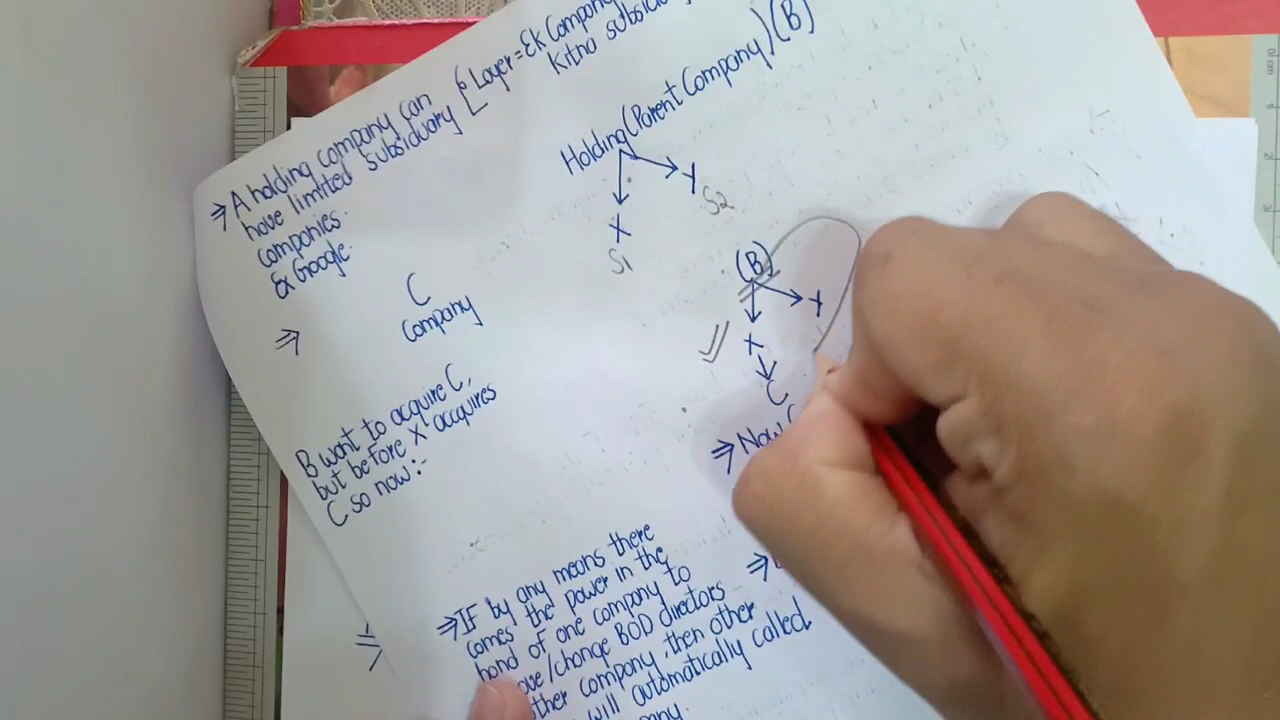 ⇒ A holding company can
have limited subsiduary
companies.
Ex Google.
[Layer = Ek Company
kitno
Holding (Parent Company) (B)
X
S1
Y
S2
⇒
C
Company
B want to acquire C,
but before X acquires
C so now :-
(B)
X
Y
C
⇒ Now
⇒ IF by any means there
comes the power in the
hand of one company to
/change BOD directors
other company, then other
will automatically called
⇒